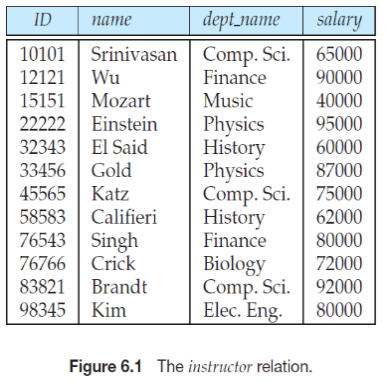 ID name dept_name salary
10101 Srinivasan Comp. Sci. 65000
12121 Wu Finance 90000
15151 Mozart Music 40000
22222 Einstein Physics 95000
32343 El Said History 60000
33456 Gold Physics 87000
45565 Katz Comp. Sci. 75000
58583 Califieri History 62000
76543 Singh Finance 80000
76766 Crick Biology 72000
83821 Brandt Comp. Sci. 92000
98345 Kim Elec. Eng. 80000
Figure 6.1 The instructor relation.